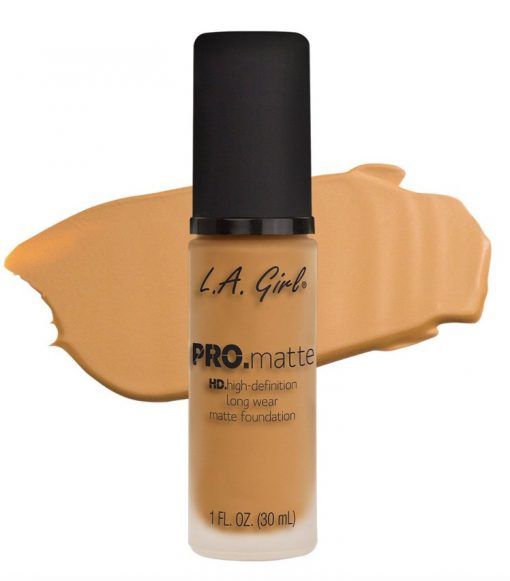 L.A. Girl®
PRO.matte
HD.high-definition
long wear
matte foundation
1 FL. OZ. (30 mL)